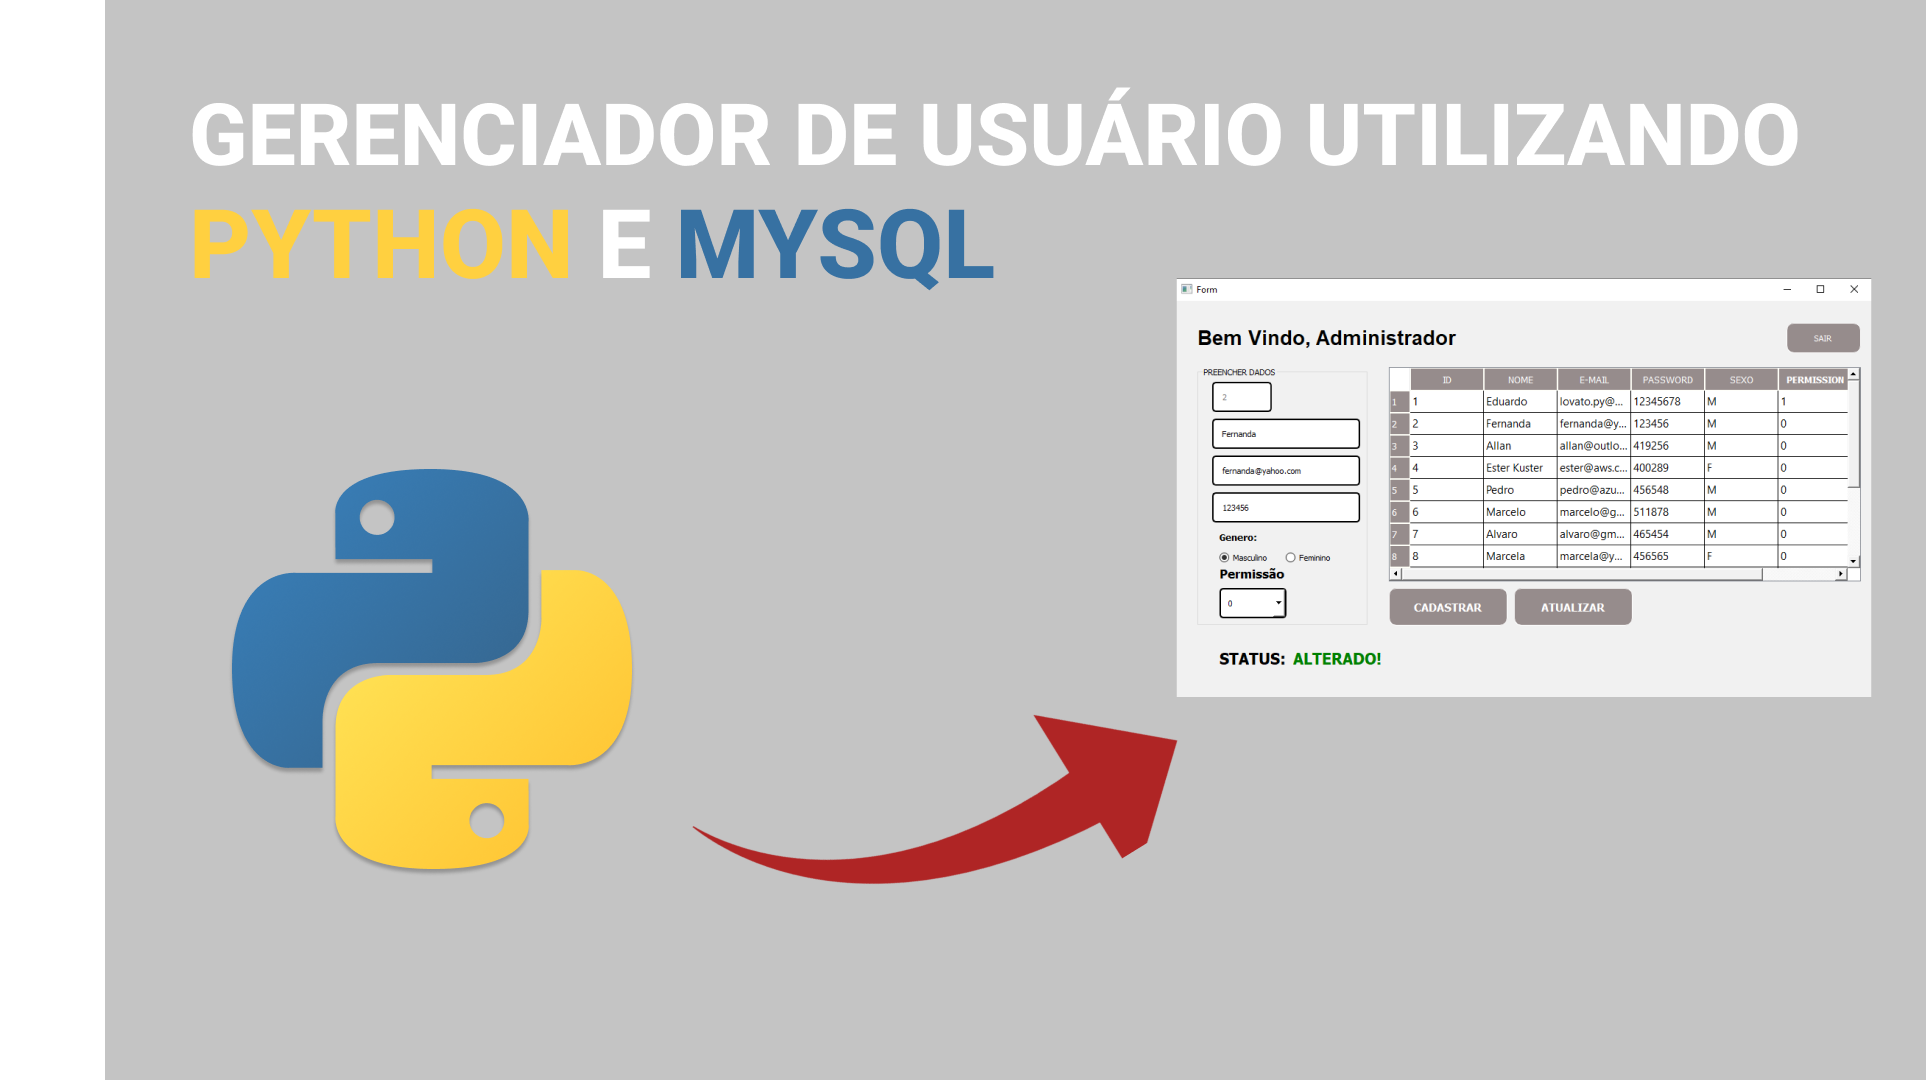 GERENCIADOR DE USUÁRIO UTILIZANDO
PYTHON E MYSQL
Form
Bem Vindo, Administrador
SAIR
PREENCHER DADOS
2
Fernanda
fernanda@yahoo.com
123456
Genero:
Masculino Feminino
Permissão
0
ID NOME E-MAIL PASSWORD SEXO PERMISSION
1 1 Eduardo lovato.py@... 12345678 M 1
2 2 Fernanda fernanda@y... 123456 M 0
3 3 Allan allan@outlo... 419256 M 0
4 4 Ester Kuster ester@aws.c... 400289 F 0
5 5 Pedro pedro@azu... 456548 M 0
6 6 Marcelo marcelo@g... 511878 M 0
7 7 Alvaro alvaro@gm... 465454 M 0
8 8 Marcela marcela@y... 456565 F 0
CADASTRAR ATUALIZAR
STATUS: ALTERADO!